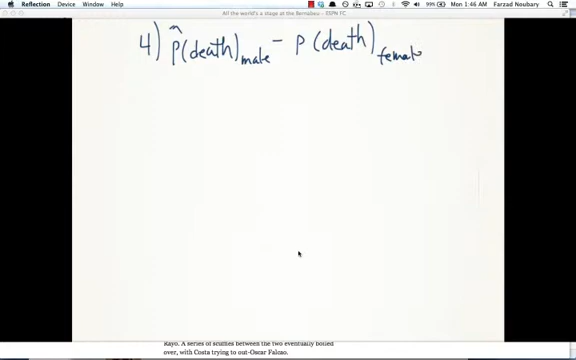 Reflection Device Window Help 99% Mon 1:46 AM Farzad Noubary
All the world's a stage at the Bernabeu - ESPN FC
4) p̂(death)male - p(death)female
Rayo. A series of scuffles between the two eventually boiled
over, with Costa trying to out-Oscar Falcao.